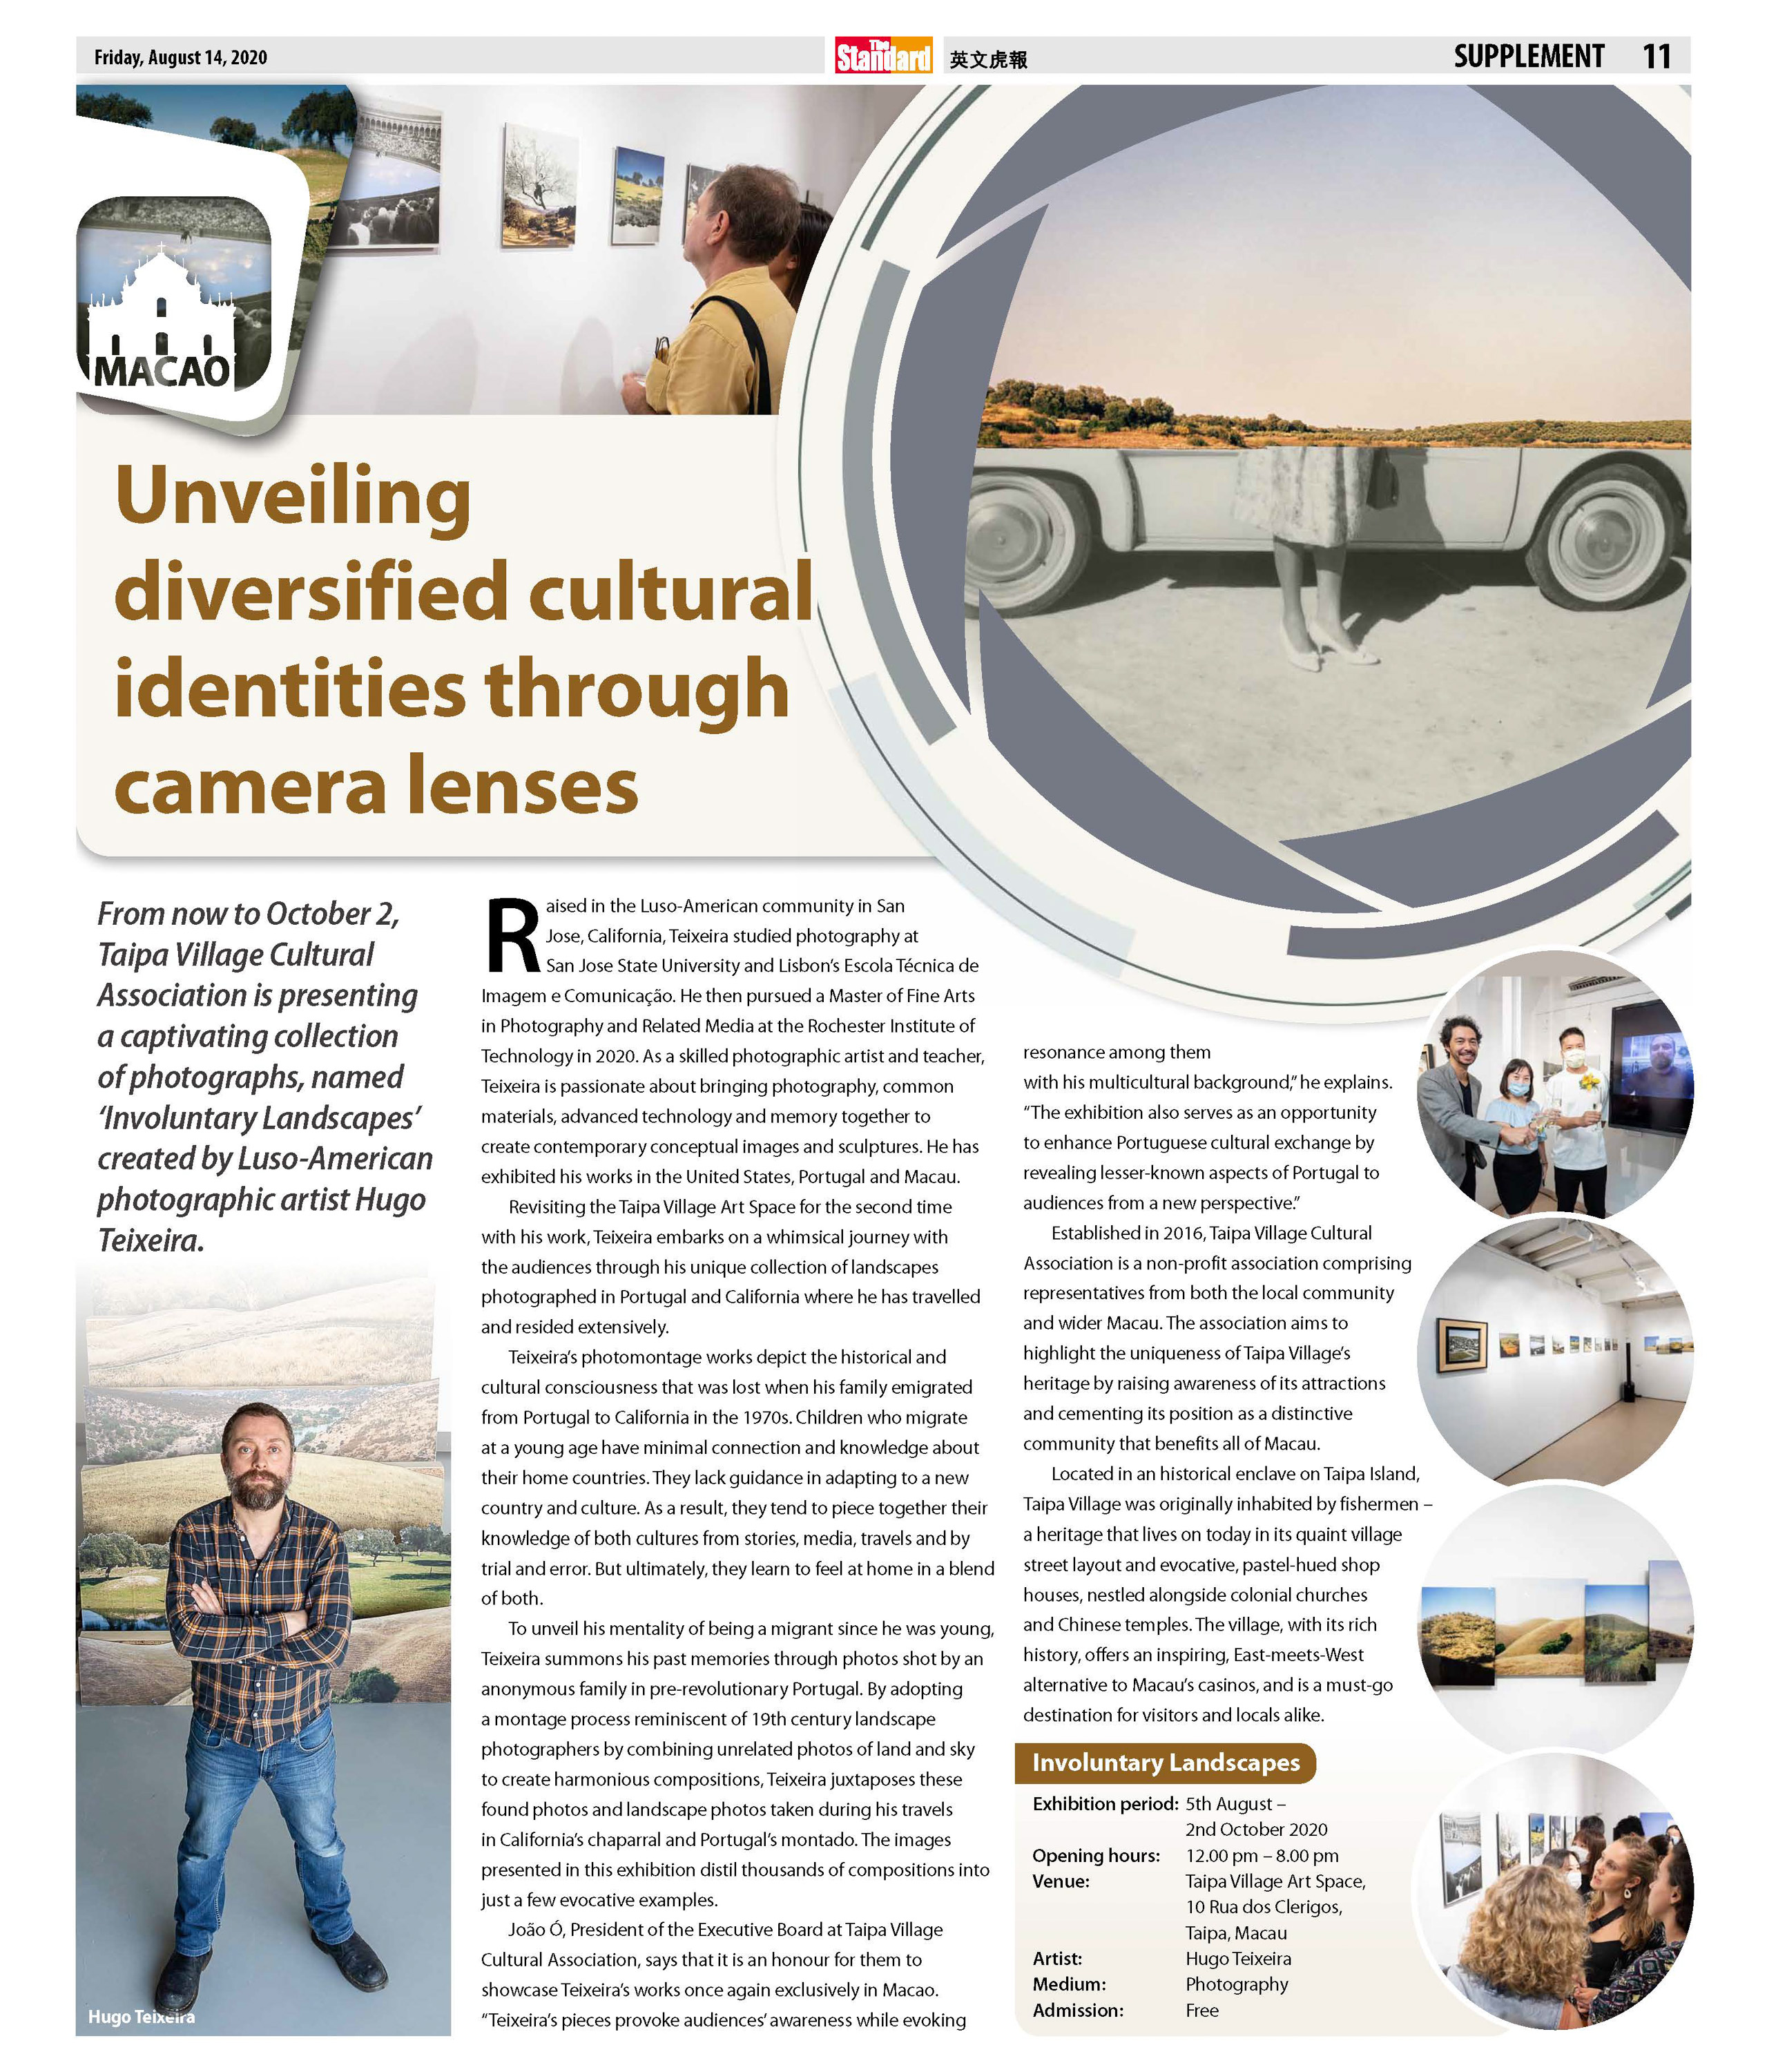 Friday, August 14, 2020
The Standard
英文虎報
SUPPLEMENT 11
MACAO
Unveiling
diversified cultural
identities through
camera lenses
From now to October 2,
Taipa Village Cultural
Association is presenting
a captivating collection
of photographs, named
‘Involuntary Landscapes’
created by Luso-American
photographic artist Hugo
Teixeira.
Hugo Teixeira
Raised in the Luso-American community in San
Jose, California, Teixeira studied photography at
San Jose State University and Lisbon’s Escola Técnica de
Imagem e Comunicação. He then pursued a Master of Fine Arts
in Photography and Related Media at the Rochester Institute of
Technology in 2020. As a skilled photographic artist and teacher,
Teixeira is passionate about bringing photography, common
materials, advanced technology and memory together to
create contemporary conceptual images and sculptures. He has
exhibited his works in the United States, Portugal and Macau.
Revisiting the Taipa Village Art Space for the second time
with his work, Teixeira embarks on a whimsical journey with
the audiences through his unique collection of landscapes
photographed in Portugal and California where he has travelled
and resided extensively.
Teixeira’s photomontage works depict the historical and
cultural consciousness that was lost when his family emigrated
from Portugal to California in the 1970s. Children who migrate
at a young age have minimal connection and knowledge about
their home countries. They lack guidance in adapting to a new
country and culture. As a result, they tend to piece together their
knowledge of both cultures from stories, media, travels and by
trial and error. But ultimately, they learn to feel at home in a blend
of both.
To unveil his mentality of being a migrant since he was young,
Teixeira summons his past memories through photos shot by an
anonymous family in pre-revolutionary Portugal. By adopting
a montage process reminiscent of 19th century landscape
photographers by combining unrelated photos of land and sky
to create harmonious compositions, Teixeira juxtaposes these
found photos and landscape photos taken during his travels
in California’s chaparral and Portugal’s montado. The images
presented in this exhibition distil thousands of compositions into
just a few evocative examples.
João Ó, President of the Executive Board at Taipa Village
Cultural Association, says that it is an honour for them to
showcase Teixeira’s works once again exclusively in Macao.
“Teixeira’s pieces provoke audiences’ awareness while evoking
resonance among them
with his multicultural background,” he explains.
“The exhibition also serves as an opportunity
to enhance Portuguese cultural exchange by
revealing lesser-known aspects of Portugal to
audiences from a new perspective.”
Established in 2016, Taipa Village Cultural
Association is a non-profit association comprising
representatives from both the local community
and wider Macau. The association aims to
highlight the uniqueness of Taipa Village’s
heritage by raising awareness of its attractions
and cementing its position as a distinctive
community that benefits all of Macau.
Located in an historical enclave on Taipa Island,
Taipa Village was originally inhabited by fishermen –
a heritage that lives on today in its quaint village
street layout and evocative, pastel-hued shop
houses, nestled alongside colonial churches
and Chinese temples. The village, with its rich
history, offers an inspiring, East-meets-West
alternative to Macau’s casinos, and is a must-go
destination for visitors and locals alike.
Involuntary Landscapes
Exhibition period: 5th August –
2nd October 2020
Opening hours: 12.00 pm – 8.00 pm
Venue: Taipa Village Art Space,
10 Rua dos Clerigos,
Taipa, Macau
Artist: Hugo Teixeira
Medium: Photography
Admission: Free